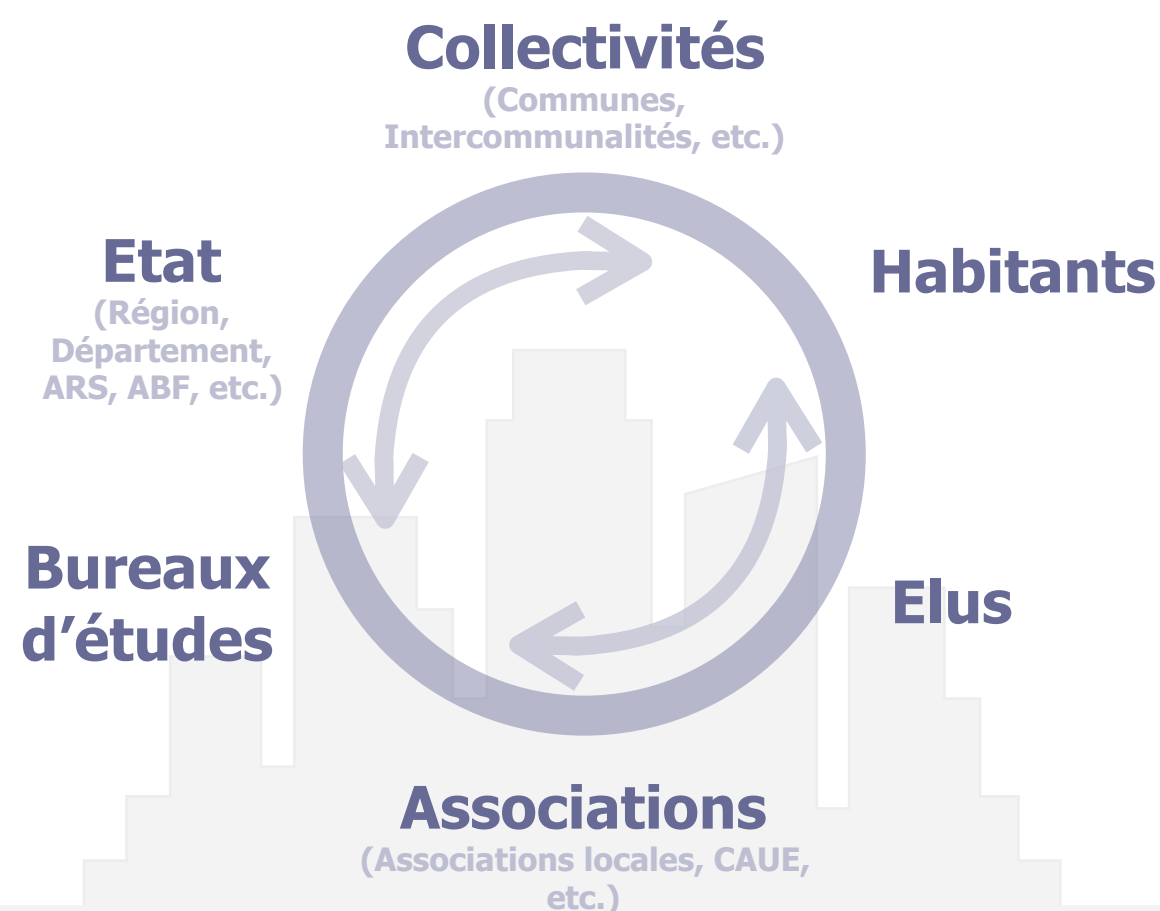 Collectivités
(Communes,
Intercommunalités, etc.)
Etat
(Région,
Département,
ARS, ABF, etc.)
Habitants
Bureaux
d’études
Elus
Associations
(Associations locales, CAUE,
etc.)